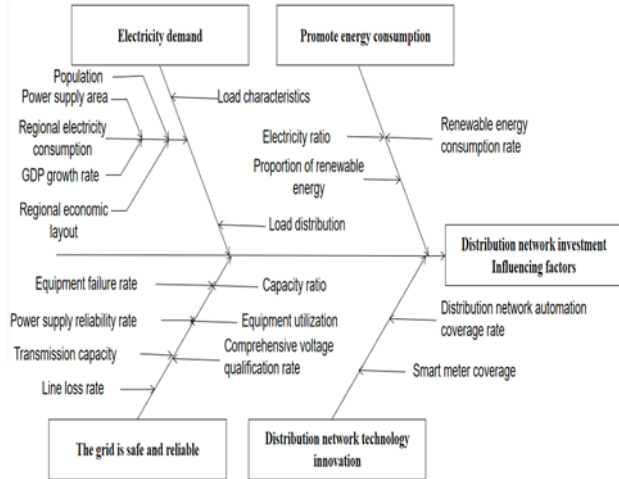 Electricity demand
Promote energy consumption
Population
Power supply area
Load characteristics
Regional electricity
consumption
Electricity ratio
Renewable energy
consumption rate
GDP growth rate
Proportion of renewable
energy
Regional economic
layout
Load distribution
Distribution network investment
Influencing factors
Equipment failure rate
Capacity ratio
Power supply reliability rate
Equipment utilization
Distribution network automation
coverage rate
Transmission capacity
Comprehensive voltage
qualification rate
Smart meter coverage
Line loss rate
The grid is safe and reliable
Distribution network technology
innovation